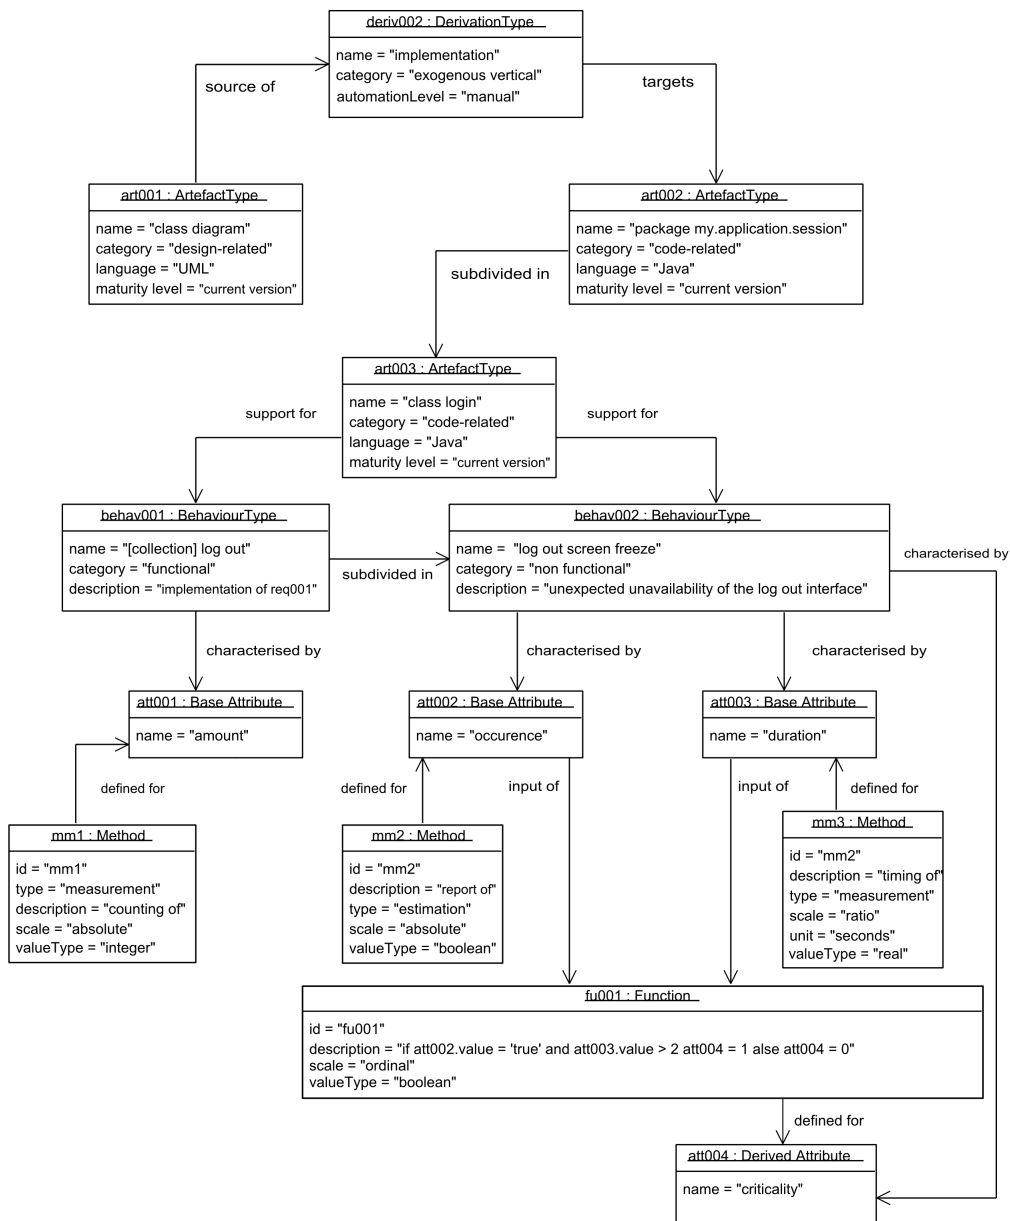 deriv002 : DerivationType
name = "implementation"
category = "exogenous vertical"
automationLevel = "manual"
source of
targets
art001 : ArtefactType
name = "class diagram"
category = "design-related"
language = "UML"
maturity level = "current version"
art002 : ArtefactType
name = "package my.application.session"
category = "code-related"
language = "Java"
maturity level = "current version"
subdivided in
art003 : ArtefactType
name = "class login"
category = "code-related"
language = "Java"
maturity level = "current version"
support for
support for
behav001 : BehaviourType
name = "[collection] log out"
category = "functional"
description = "implementation of req001"
subdivided in
behav002 : BehaviourType
name = "log out screen freeze"
category = "non functional"
description = "unexpected unavailability of the log out interface"
characterised by
characterised by
characterised by
characterised by
att001 : Base Attribute
name = "amount"
att002 : Base Attribute
name = "occurence"
att003 : Base Attribute
name = "duration"
defined for
defined for
input of
input of
defined for
mm1 : Method
id = "mm1"
type = "measurement"
description = "counting of"
scale = "absolute"
valueType = "integer"
mm2 : Method
id = "mm2"
description = "report of"
type = "estimation"
scale = "absolute"
valueType = "boolean"
mm3 : Method
id = "mm2"
description = "timing of"
type = "measurement"
scale = "ratio"
unit = "seconds"
valueType = "real"
fu001 : Function
id = "fu001"
description = "if att002.value = 'true' and att003.value > 2 att004 = 1 alse att004 = 0"
scale = "ordinal"
valueType = "boolean"
defined for
att004 : Derived Attribute
name = "criticality"